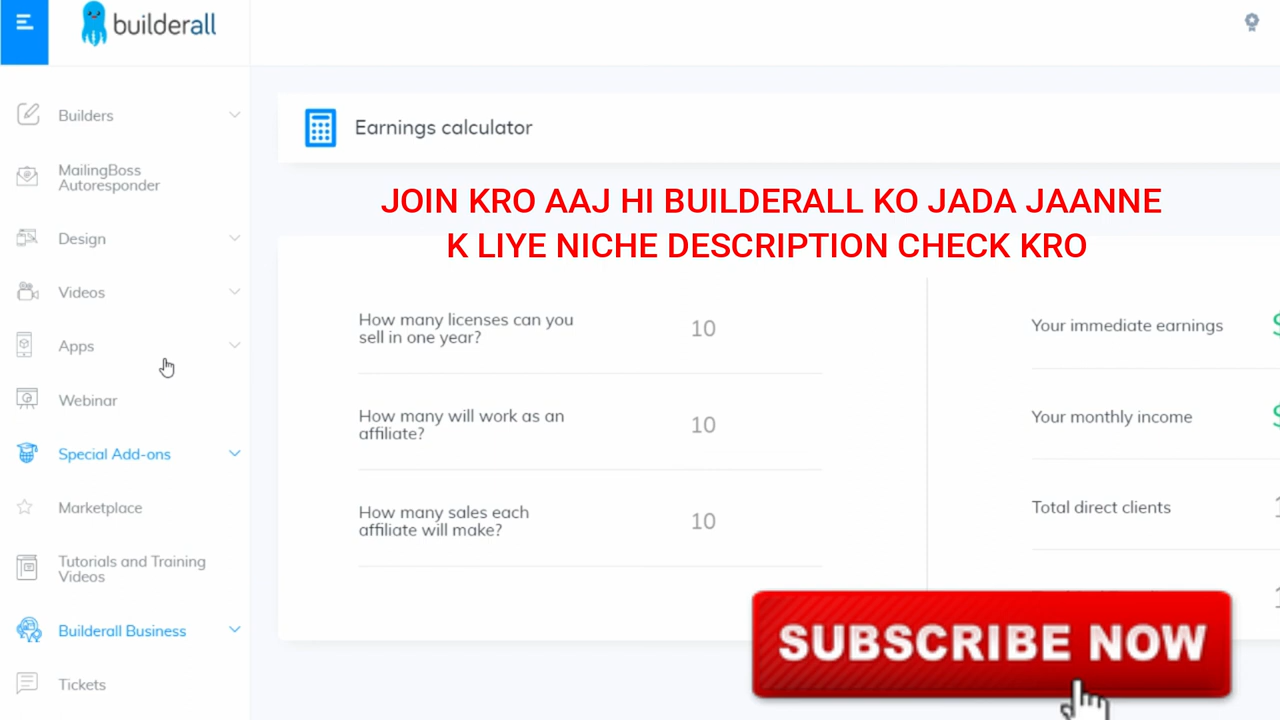 builderall
Builders
MailingBoss
Autoresponder
Design
Videos
Apps
Webinar
Special Add-ons
Marketplace
Tutorials and Training
Videos
Builderall Business
Tickets
Earnings calculator
JOIN KRO AAJ HI BUILDERALL KO JADA JAANNE
K LIYE NICHE DESCRIPTION CHECK KRO
How many licenses can you
sell in one year?
10
How many will work as an
affiliate?
10
How many sales each
affiliate will make?
10
Your immediate earnings
Your monthly income
Total direct clients
SUBSCRIBE NOW